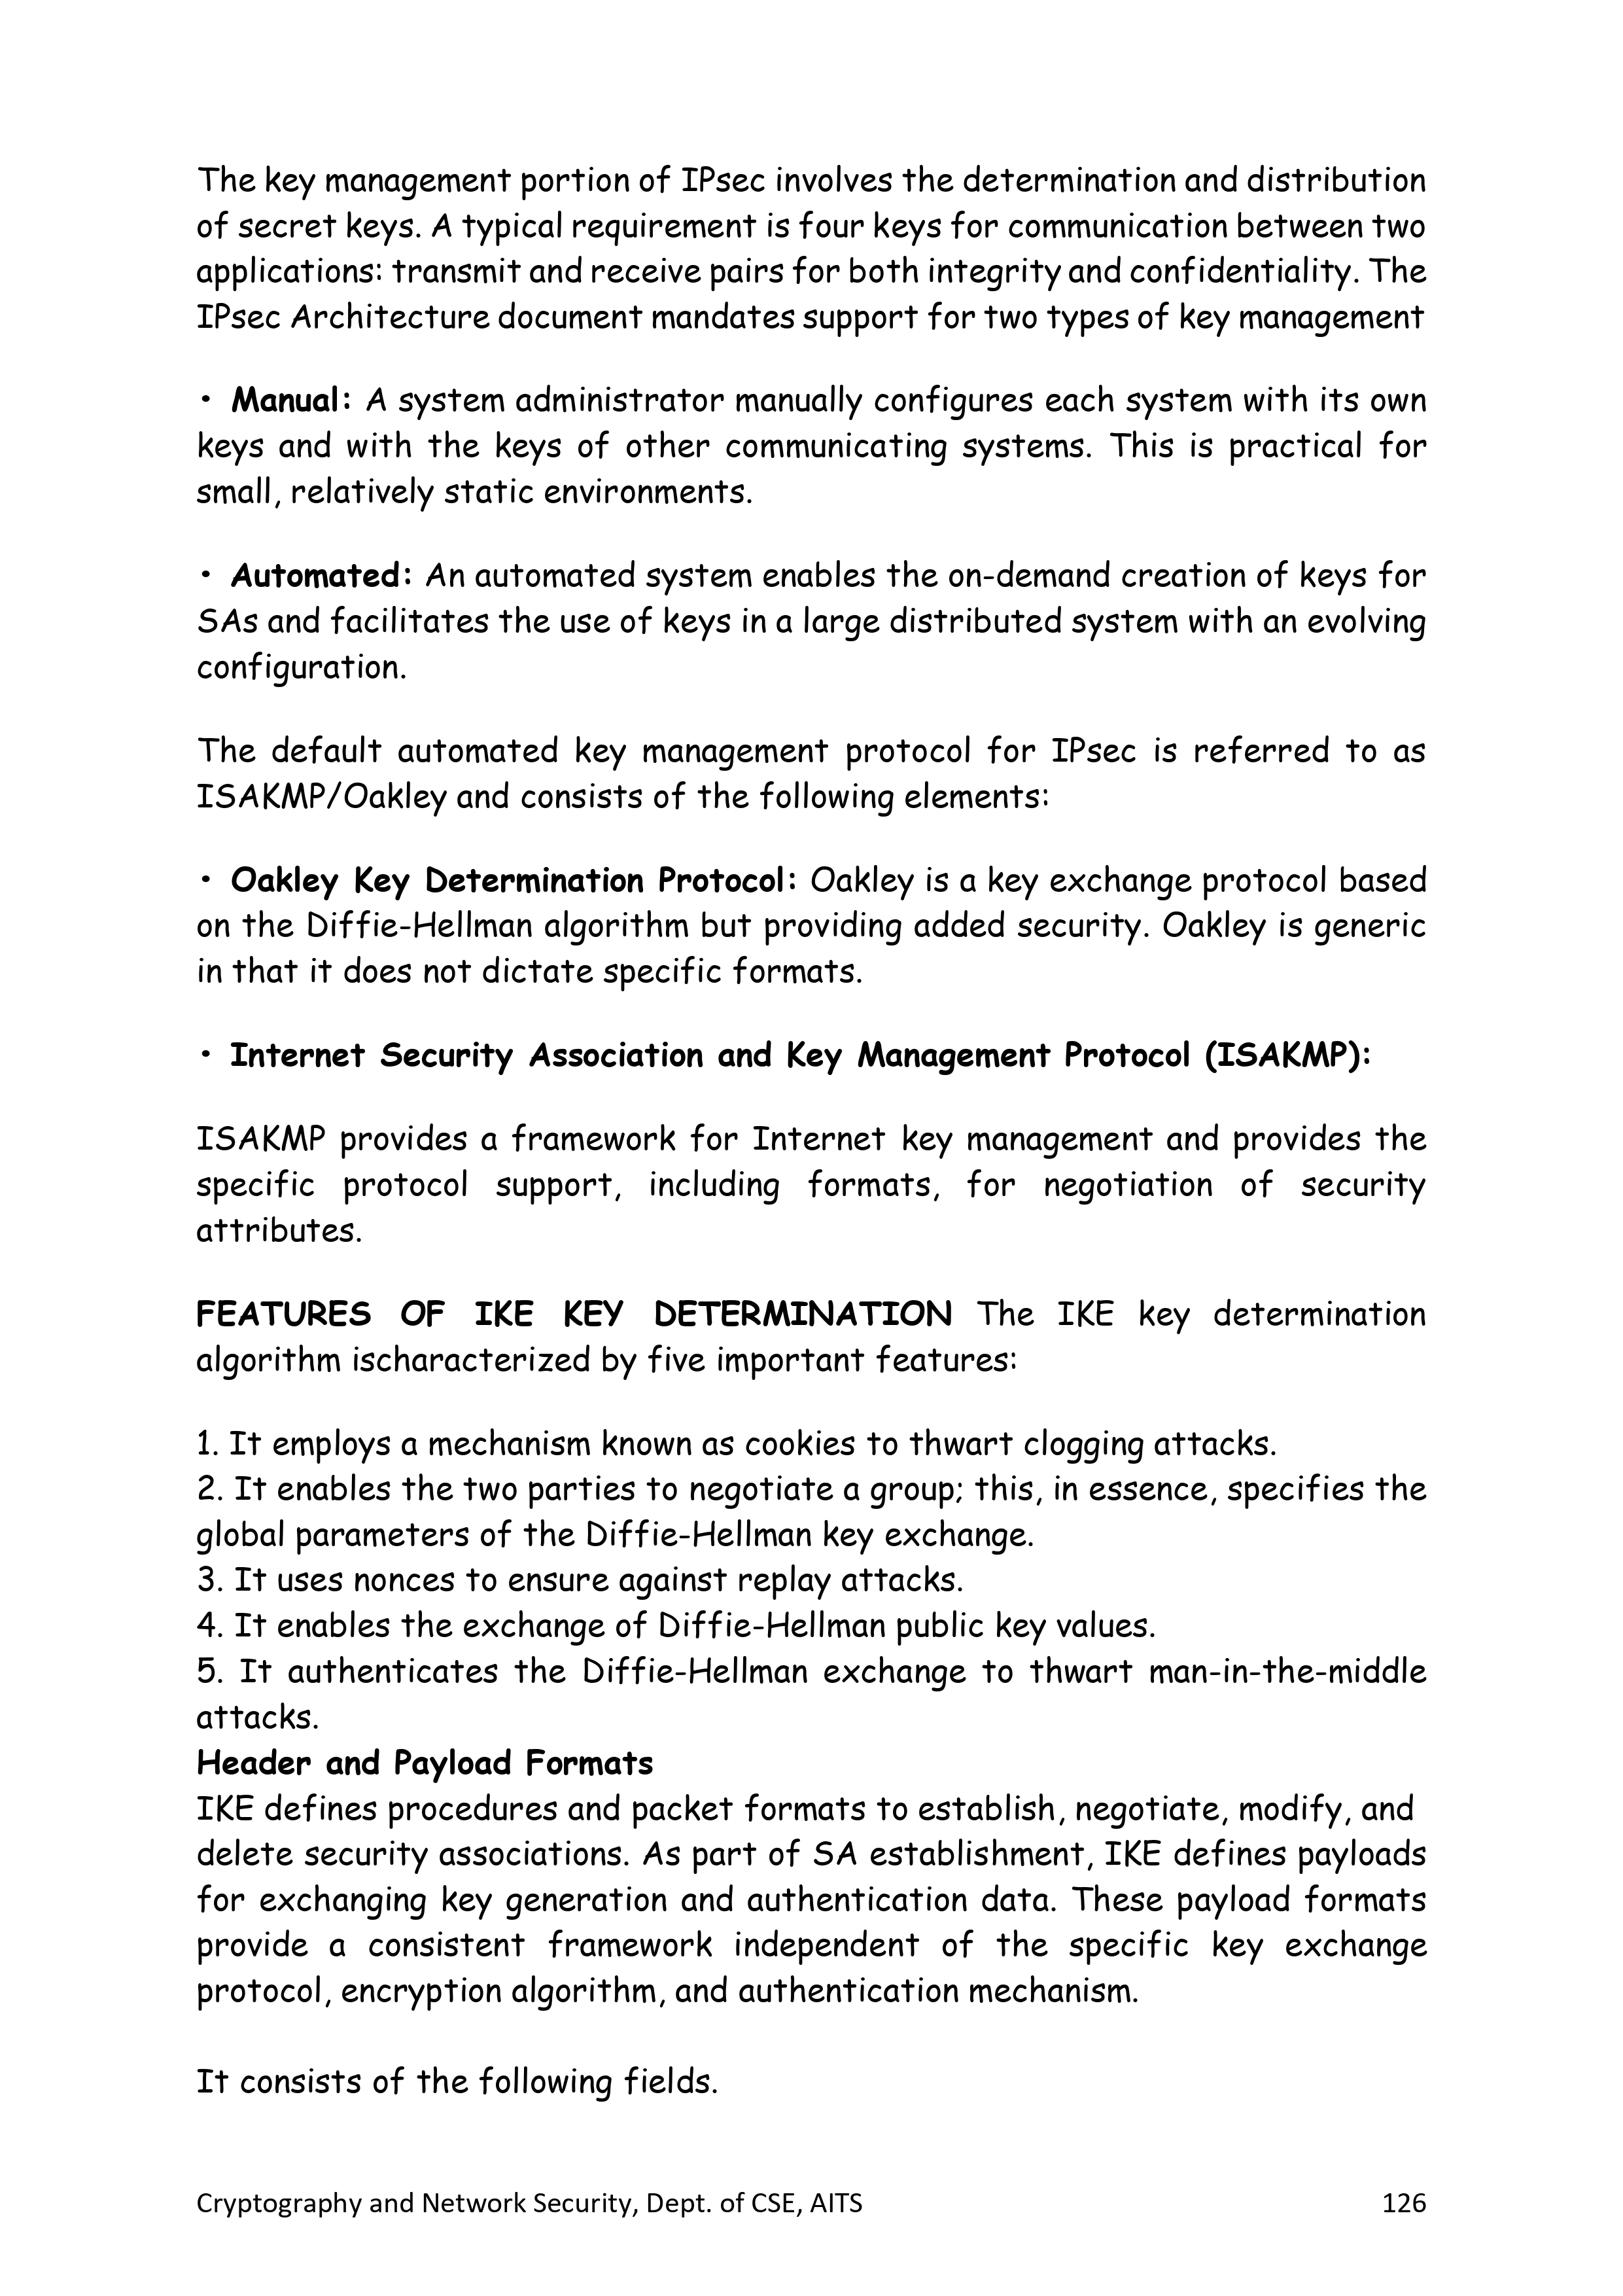 The key management portion of IPsec involves the determination and distribution
of secret keys. A typical requirement is four keys for communication between two
applications: transmit and receive pairs for both integrity and confidentiality. The
IPsec Architecture document mandates support for two types of key management
• Manual: A system administrator manually configures each system with its own
keys and with the keys of other communicating systems. This is practical for
small, relatively static environments.
• Automated: An automated system enables the on-demand creation of keys for
SAs and facilitates the use of keys in a large distributed system with an evolving
configuration.
The default automated key management protocol for IPsec is referred to as
ISAKMP/Oakley and consists of the following elements:
• Oakley Key Determination Protocol: Oakley is a key exchange protocol based
on the Diffie-Hellman algorithm but providing added security. Oakley is generic
in that it does not dictate specific formats.
• Internet Security Association and Key Management Protocol (ISAKMP):
ISAKMP provides a framework for Internet key management and provides the
specific protocol support, including formats, for negotiation of security
attributes.
FEATURES OF IKE KEY DETERMINATION The IKE key determination
algorithm ischaracterized by five important features:
1. It employs a mechanism known as cookies to thwart clogging attacks.
2. It enables the two parties to negotiate a group; this, in essence, specifies the
global parameters of the Diffie-Hellman key exchange.
3. It uses nonces to ensure against replay attacks.
4. It enables the exchange of Diffie-Hellman public key values.
5. It authenticates the Diffie-Hellman exchange to thwart man-in-the-middle
attacks.
Header and Payload Formats
IKE defines procedures and packet formats to establish, negotiate, modify, and
delete security associations. As part of SA establishment, IKE defines payloads
for exchanging key generation and authentication data. These payload formats
provide a consistent framework independent of the specific key exchange
protocol, encryption algorithm, and authentication mechanism.
It consists of the following fields.
Cryptography and Network Security, Dept. of CSE, AITS 126